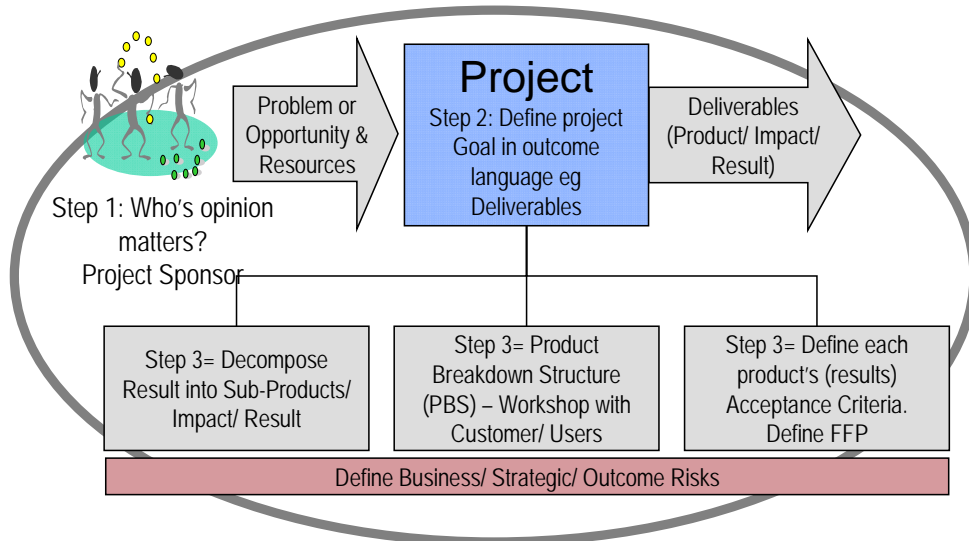 Project
Step 2: Define project
Goal in outcome
language eg
Deliverables
Problem or
Opportunity &
Resources
Deliverables
(Product/ Impact/
Result)
Step 1: Who's opinion
matters?
Project Sponsor
Step 3= Decompose
Result into Sub-Products/
Impact/ Result
Step 3= Product
Breakdown Structure
(PBS) – Workshop with
Customer/ Users
Step 3= Define each
product's (results)
Acceptance Criteria.
Define FFP
Define Business/ Strategic/ Outcome Risks